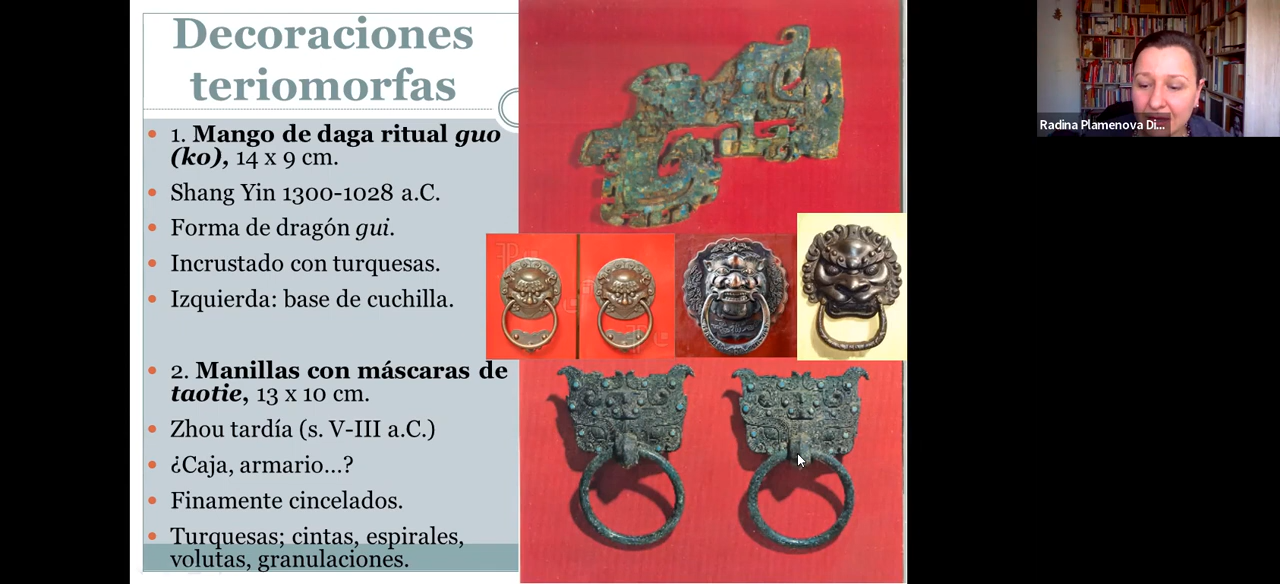 Decoraciones
teriomorfas
• 1. Mango de daga ritual guo
(ko), 14 x 9 cm.
• Shang Yin 1300-1028 a.C.
• Forma de dragón gui.
• Incrustado con turquesas.
• Izquierda: base de cuchilla.
• 2. Manillas con máscaras de
taotie, 13 x 10 cm.
• Zhou tardía (s. V-III a.C.)
• ¿Caja, armario…?
• Finamente cincelados.
• Turquesas; cintas, espirales,
volutas, granulaciones.
Radina Plamenova Di...